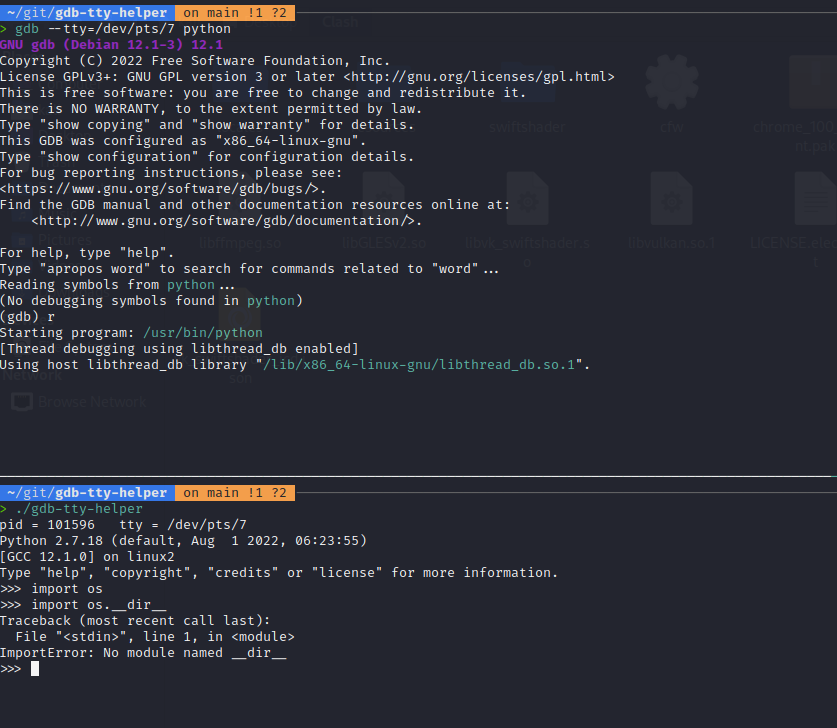 ~/git/gdb-tty-helper on main !1 ?2
> gdb --tty=/dev/pts/7 python
GNU gdb (Debian 12.1-3) 12.1
Copyright (C) 2022 Free Software Foundation, Inc.
License GPLv3+: GNU GPL version 3 or later <http://gnu.org/licenses/gpl.html>
This is free software: you are free to change and redistribute it.
There is NO WARRANTY, to the extent permitted by law.
Type "show copying" and "show warranty" for details.
This GDB was configured as "x86_64-linux-gnu".
Type "show configuration" for configuration details.
For bug reporting instructions, please see:
<https://www.gnu.org/software/gdb/bugs/>.
Find the GDB manual and other documentation resources online at:
    <http://www.gnu.org/software/gdb/documentation/>.
For help, type "help".
Type "apropos word" to search for commands related to "word"...
Reading symbols from python...
(No debugging symbols found in python)
(gdb) r
Starting program: /usr/bin/python
[Thread debugging using libthread_db enabled]
Using host libthread_db library "/lib/x86_64-linux-gnu/libthread_db.so.1".
Browse Network
swiftshader
libffmpeg.so
libGLESv2.so
libvk_swiftshader.s
libvulkan.so.1
~/git/gdb-tty-helper on main !1 ?2
> ./gdb-tty-helper
pid = 101596   tty = /dev/pts/7
Python 2.7.18 (default, Aug  1 2022, 06:23:55)
[GCC 12.1.0] on linux2
Type "help", "copyright", "credits" or "license" for more information.
>>> import os
>>> import os.__dir__
Traceback (most recent call last):
  File "<stdin>", line 1, in <module>
ImportError: No module named __dir__
>>>